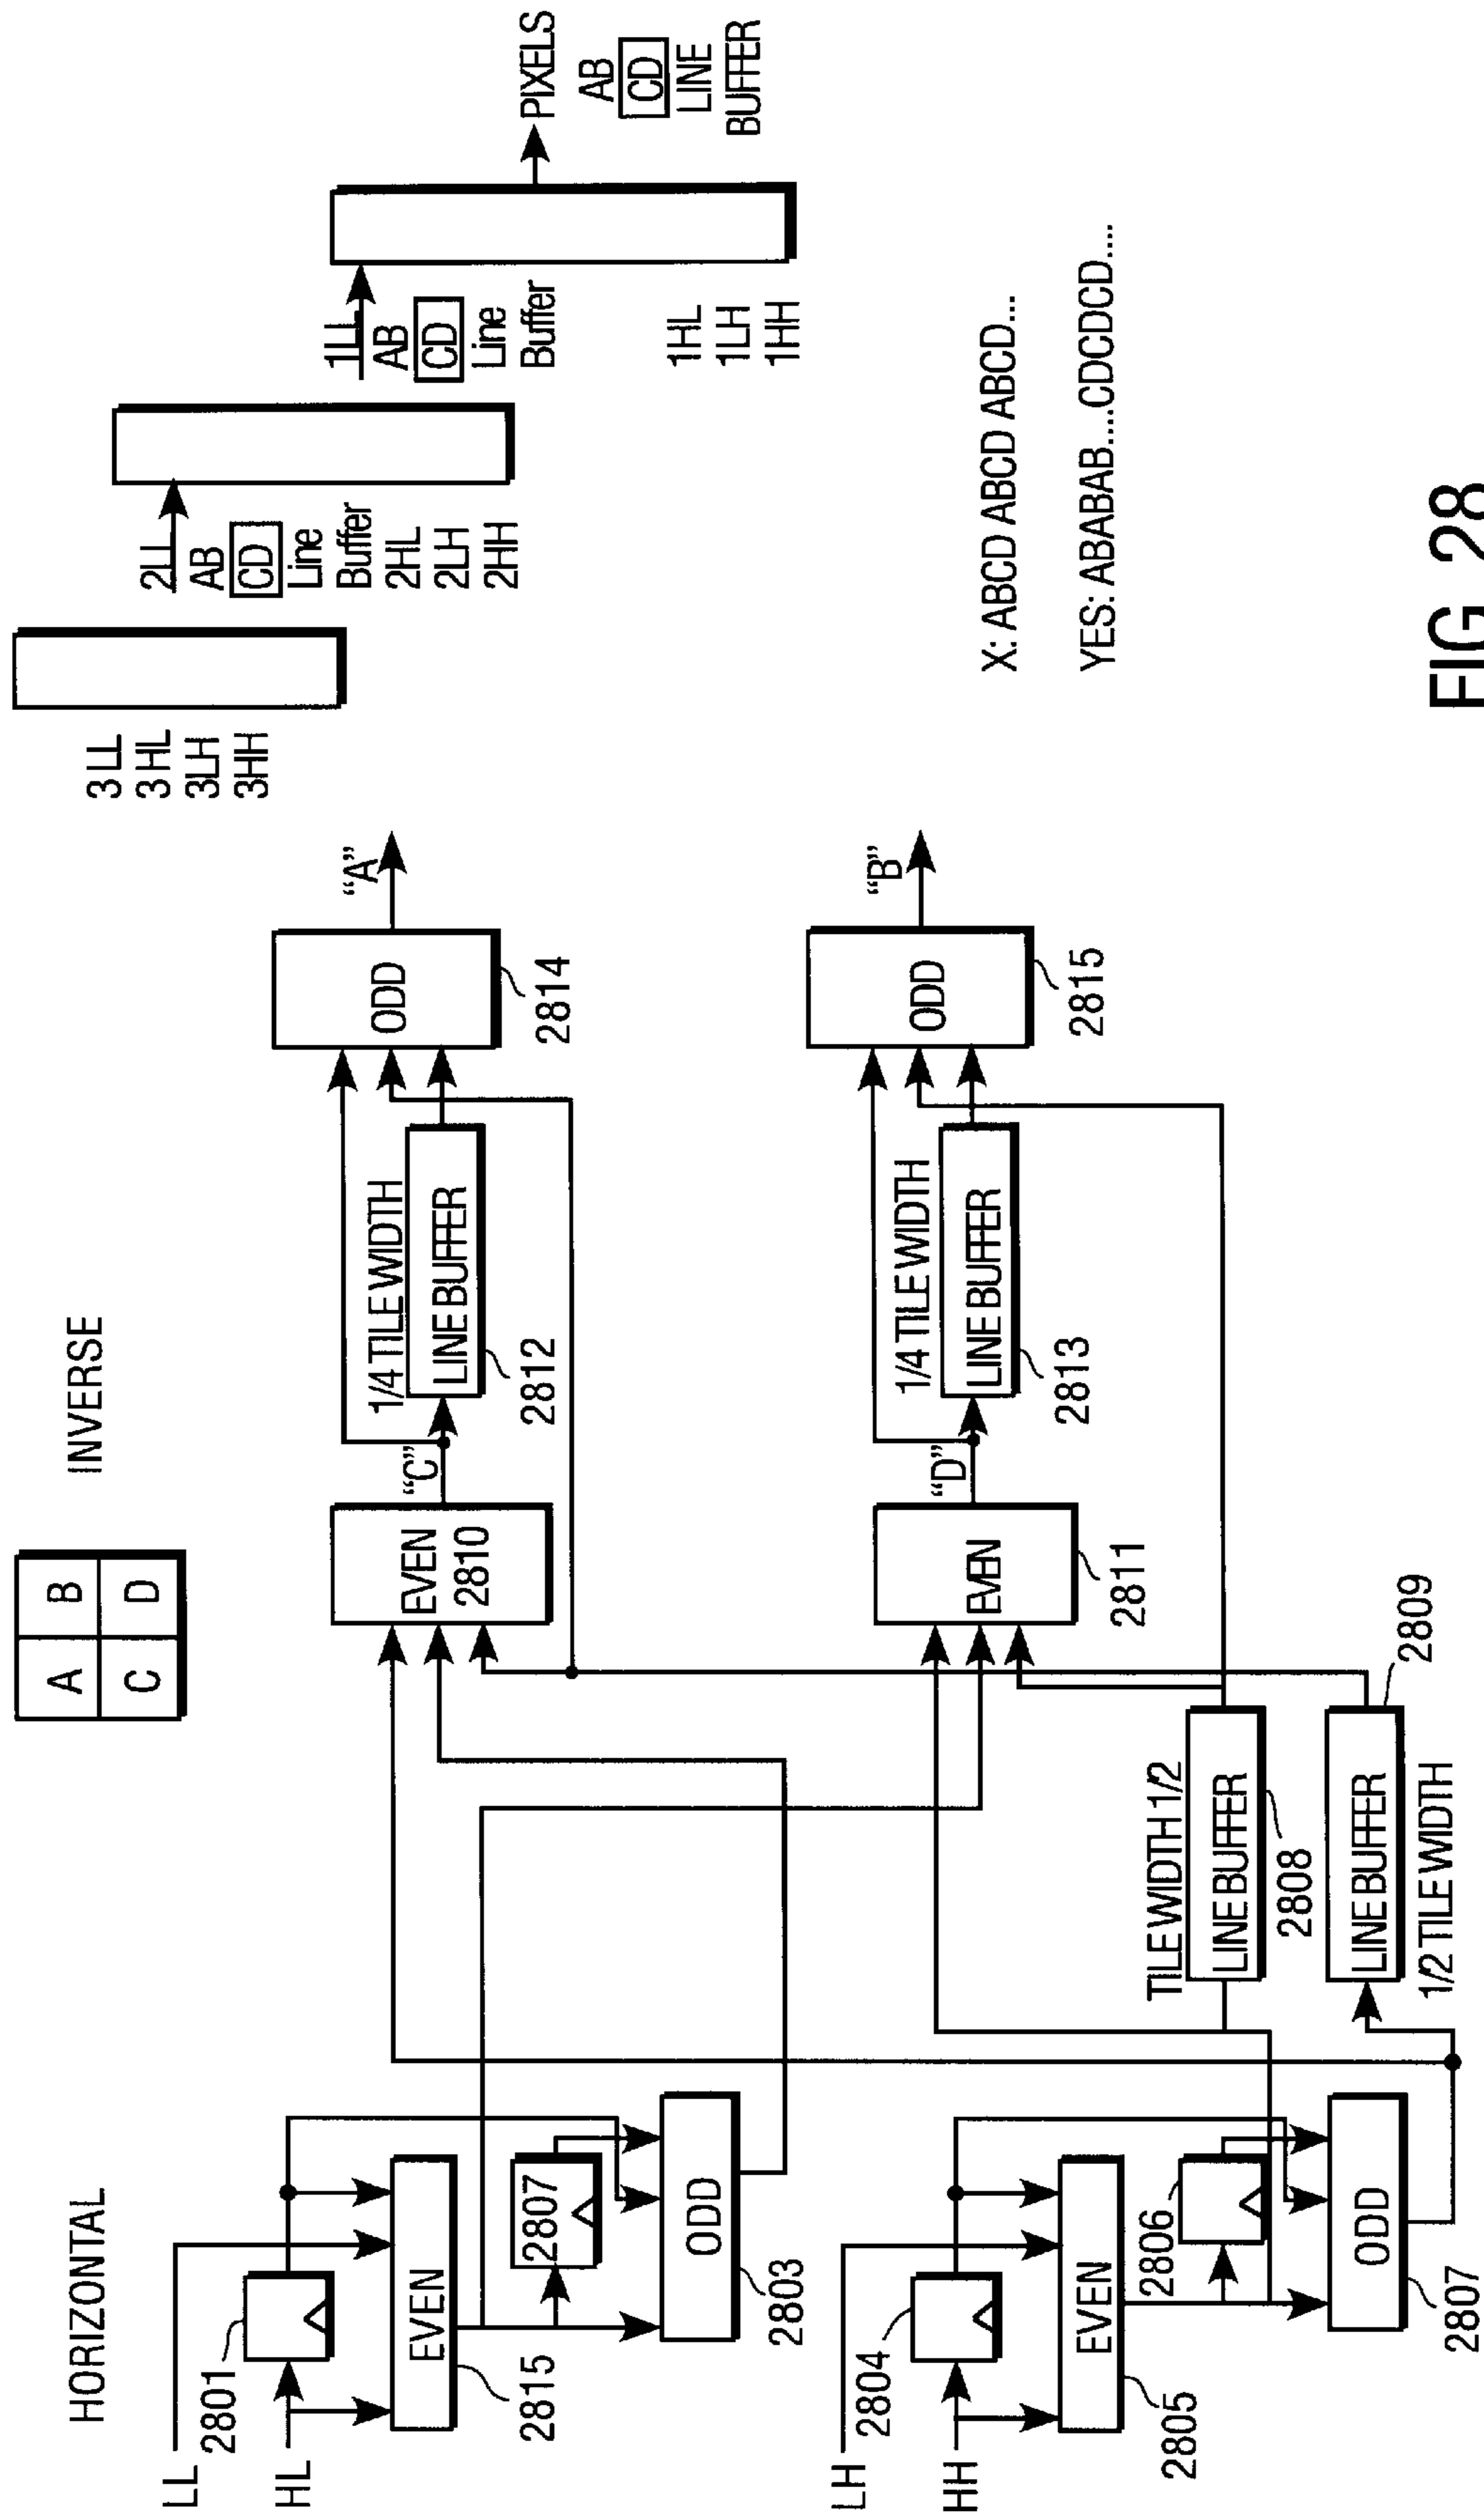 HORIZONTAL
INVERSE
A B
C D
LL
2801
HL
EVEN
2815
2807
ODD
2803
LH
2804
HH
EVEN
2805
2806
ODD
2807
TILE WIDTH 1/2
LINE BUFFER
2808
LINE BUFFER
2809
1/2 TILE WIDTH
EVEN
2810
"C"
1/4 TILE WIDTH
LINE BUFFER
2812
ODD
2814
"A"
EVEN
2811
"D"
1/4 TILE WIDTH
LINE BUFFER
2813
ODD
2815
"B"
3 LL
3 HL
3LH
3HH
2LL
AB
CD
Line
Buffer
2HL
2LH
2HH
1LL
AB
CD
Line
Buffer
1HL
1LH
1HH
PIXELS
AB
CD
LINE
BUFFER
X: ABCD ABCD ABCD...
YES: ABABAB....CDCDCD...
FIG 28